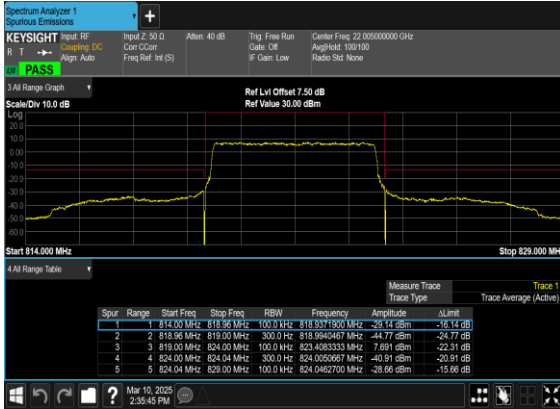 Spectrum Analyzer 1
Spurious Emissions
+
KEYSIGHT Input: RF Input Z: 50 Ω Atten: 40 dB Trig: Free Run Center Freq: 22.005000000 GHz
R T Coupling: DC Corr CCorr Gate: Off Avg|Hold: 100/100
Align: Auto Freq Ref: Int (S) IF Gain: Low Radio Std: None
PASS
3 All Range Graph
Ref Lvl Offset 7.50 dB
Scale/Div 10.0 dB Ref Value 30.00 dBm
Log
20.0
10.0
0.00
-10.0
-20.0
-30.0
-40.0
-50.0
-60.0
Start 814.000 MHz Stop 829.000 MH
4 All Range Table
Measure Trace Trace 1
Trace Type Trace Average (Active)
Spur Range Start Freq Stop Freq RBW Frequency Amplitude ΔLimit
1 1 814.00 MHz 818.96 MHz 100.0 kHz 818.9371900 MHz -29.14 dBm -16.14 dB
2 2 818.96 MHz 819.00 MHz 300.0 Hz 818.9940467 MHz -44.77 dBm -24.77 dB
3 3 819.00 MHz 824.00 MHz 100.0 kHz 823.4083333 MHz 7.691 dBm -22.31 dB
4 4 824.00 MHz 824.04 MHz 300.0 Hz 824.0050667 MHz -40.91 dBm -20.91 dB
5 5 824.04 MHz 829.00 MHz 100.0 kHz 824.0462700 MHz -28.66 dBm -15.66 dB
?
Mar 10, 2025
2:35:45 PM